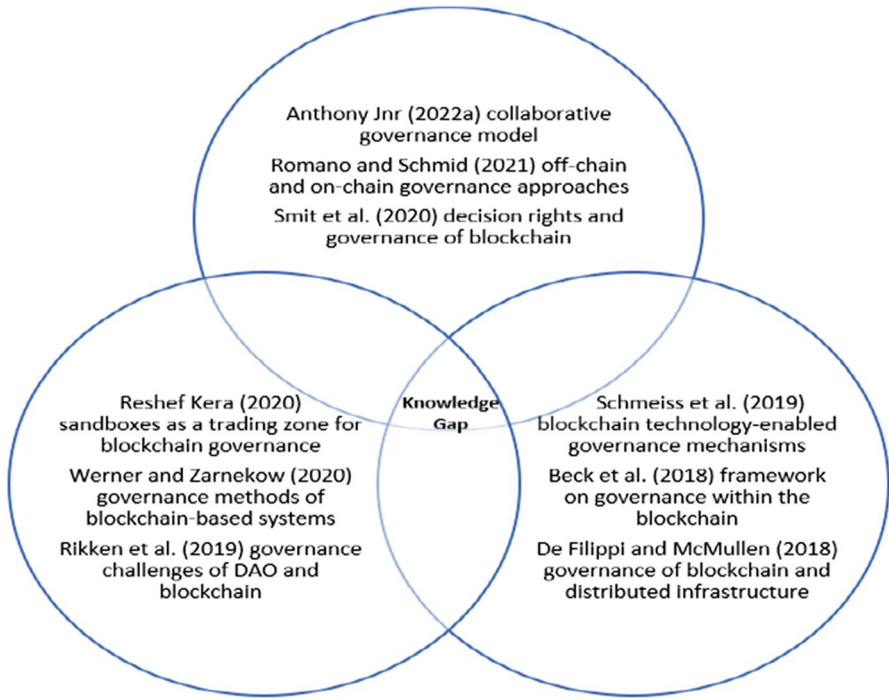 Anthony Jnr (2022a) collaborative
governance model
Romano and Schmid (2021) off-chain
and on-chain governance approaches
Smit et al. (2020) decision rights and
governance of blockchain
Reshef Kera (2020)
sandboxes as a trading zone for
blockchain governance
Werner and Zarnekow (2020)
governance methods of
blockchain-based systems
Rikken et al. (2019) governance
challenges of DAO and
blockchain
Knowledge
Gap
Schmeiss et al. (2019)
blockchain technology-enabled
governance mechanisms
Beck et al. (2018) framework
on governance within the
blockchain
De Filippi and McMullen (2018)
governance of blockchain and
distributed infrastructure